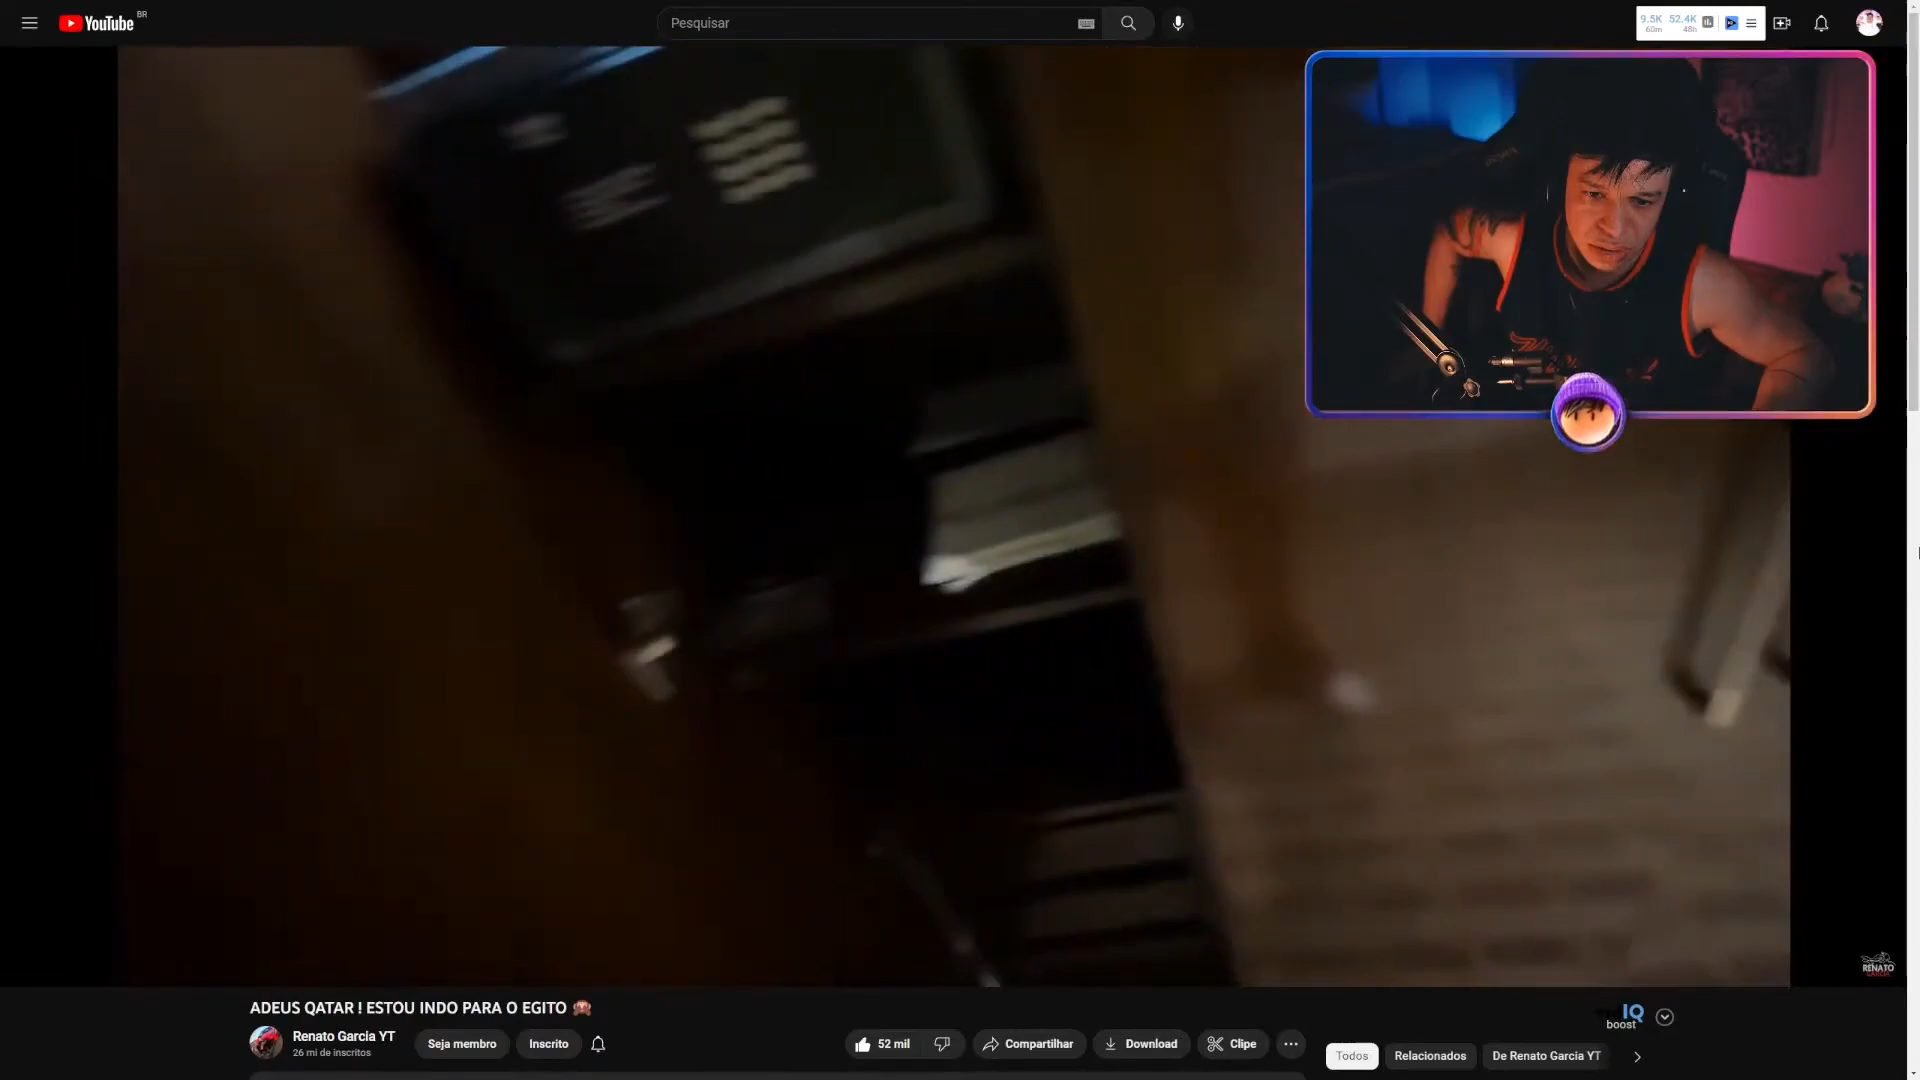 YouTube BR
Pesquisar
9.5K 52.4K
60m 48h
RENATO
GARCIA
ADEUS QATAR ! ESTOU INDO PARA O EGITO 🙈
IQ
boost
Renato Garcia YT
26 mi de inscritos
Seja membro
Inscrito
52 mil
Compartilhar
Download
Clipe
Todos
Relacionados
De Renato Garcia YT